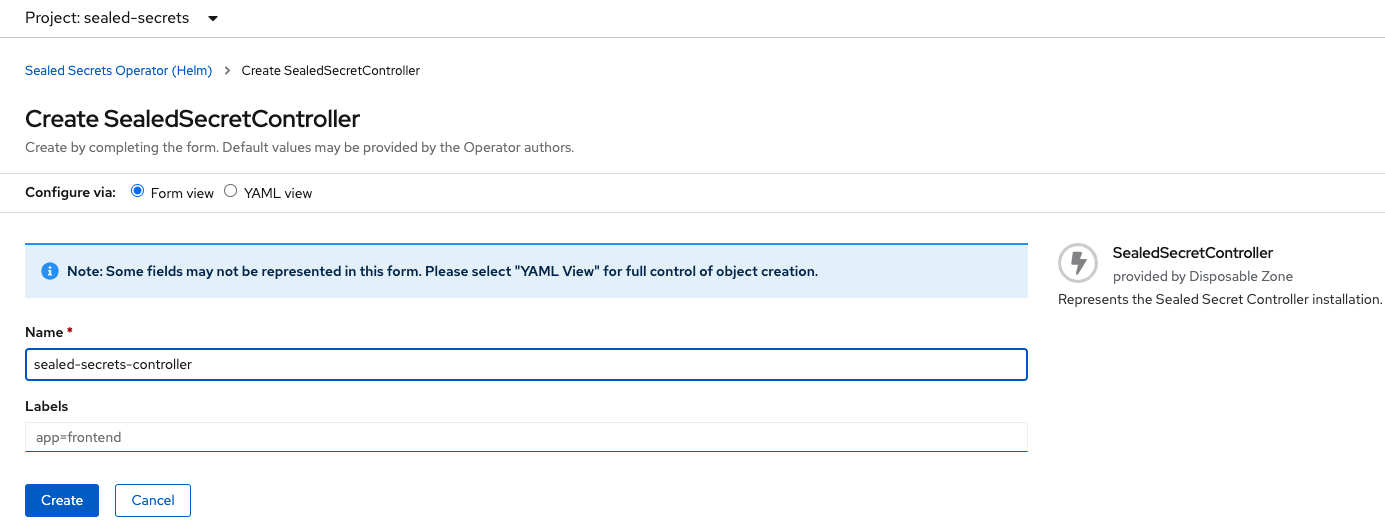 Project: sealed-secrets
Sealed Secrets Operator (Helm) > Create SealedSecretController
Create SealedSecretController
Create by completing the form. Default values may be provided by the Operator authors.
Configure via: Form view YAML view
Note: Some fields may not be represented in this form. Please select "YAML View" for full control of object creation.
SealedSecretController
provided by Disposable Zone
Represents the Sealed Secret Controller installation.
Name *
sealed-secrets-controller
Labels
app=frontend
Create Cancel